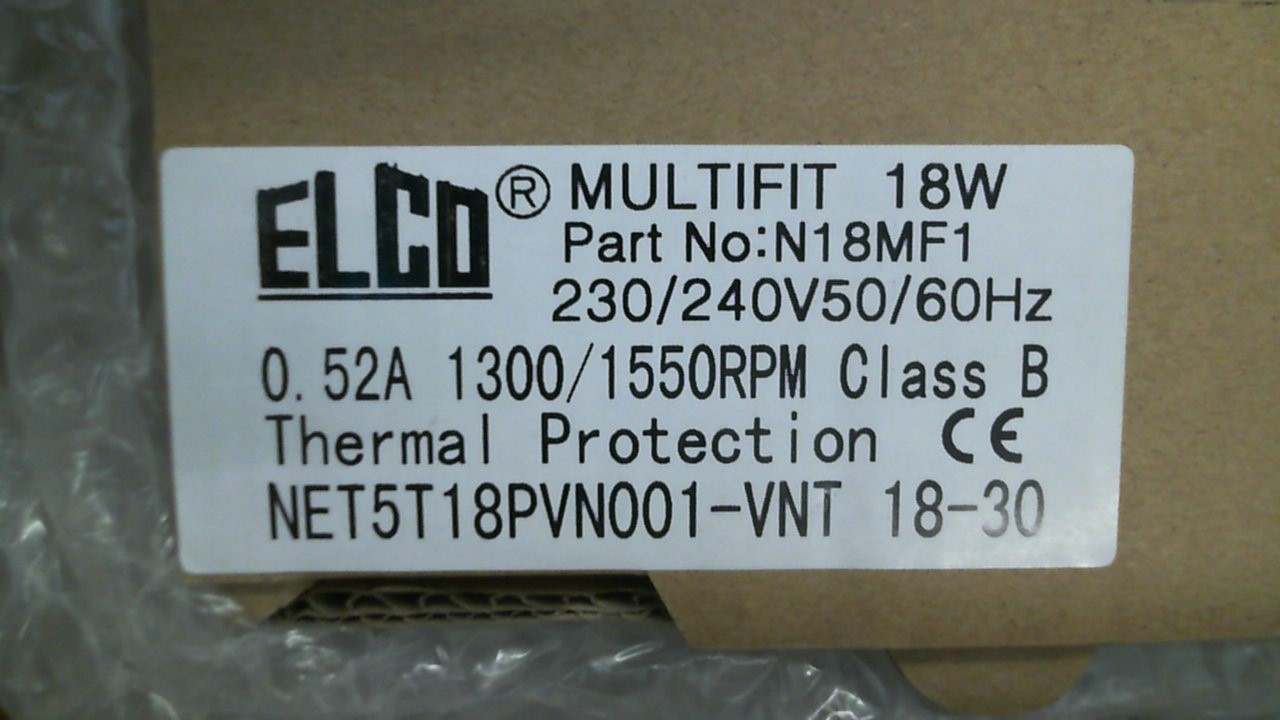 ELCO® MULTIFIT 18W
Part No:N18MF1
230/240V50/60Hz
0.52A 1300/1550RPM Class B
Thermal Protection CE
NET5T18PVN001-VNT 18-30